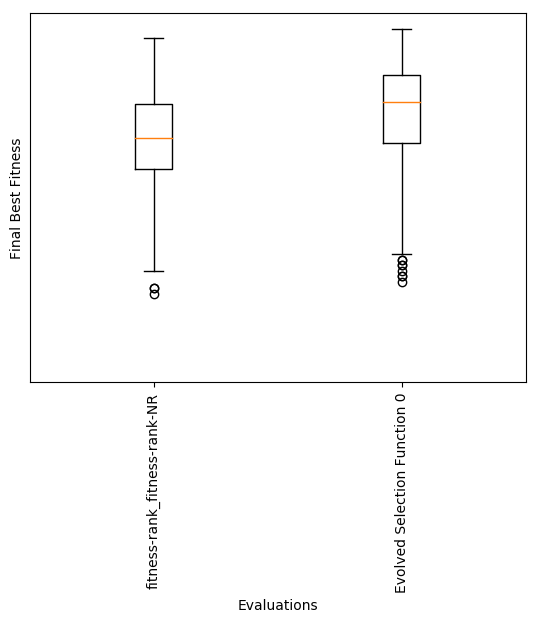 Final Best Fitness
fitness-rank_fitness-rank-NR
Evolved Selection Function 0
Evaluations